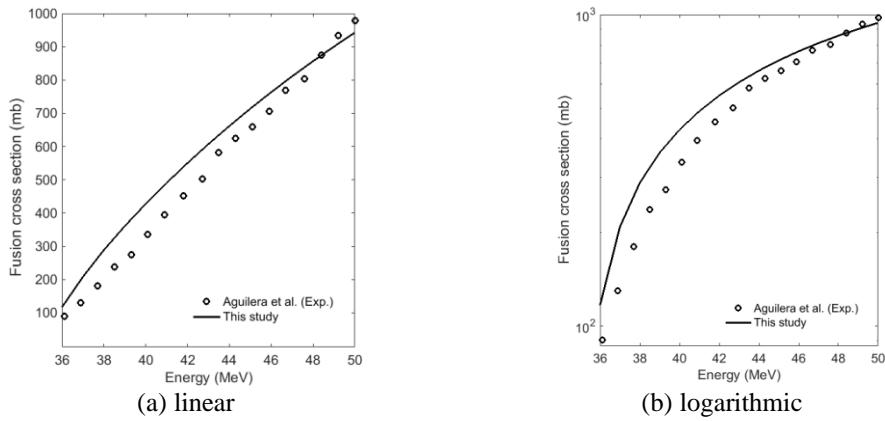 1000
900
800
700
600
500
400
300
200
100
36 38 40 42 44 46 48 50
Energy (MeV)
Fusion cross section (mb)
Aguilera et al. (Exp.)
This study
(a) linear
10³
10²
36 38 40 42 44 46 48 50
Energy (MeV)
Fusion cross section (mb)
Aguilera et al. (Exp.)
This study
(b) logarithmic